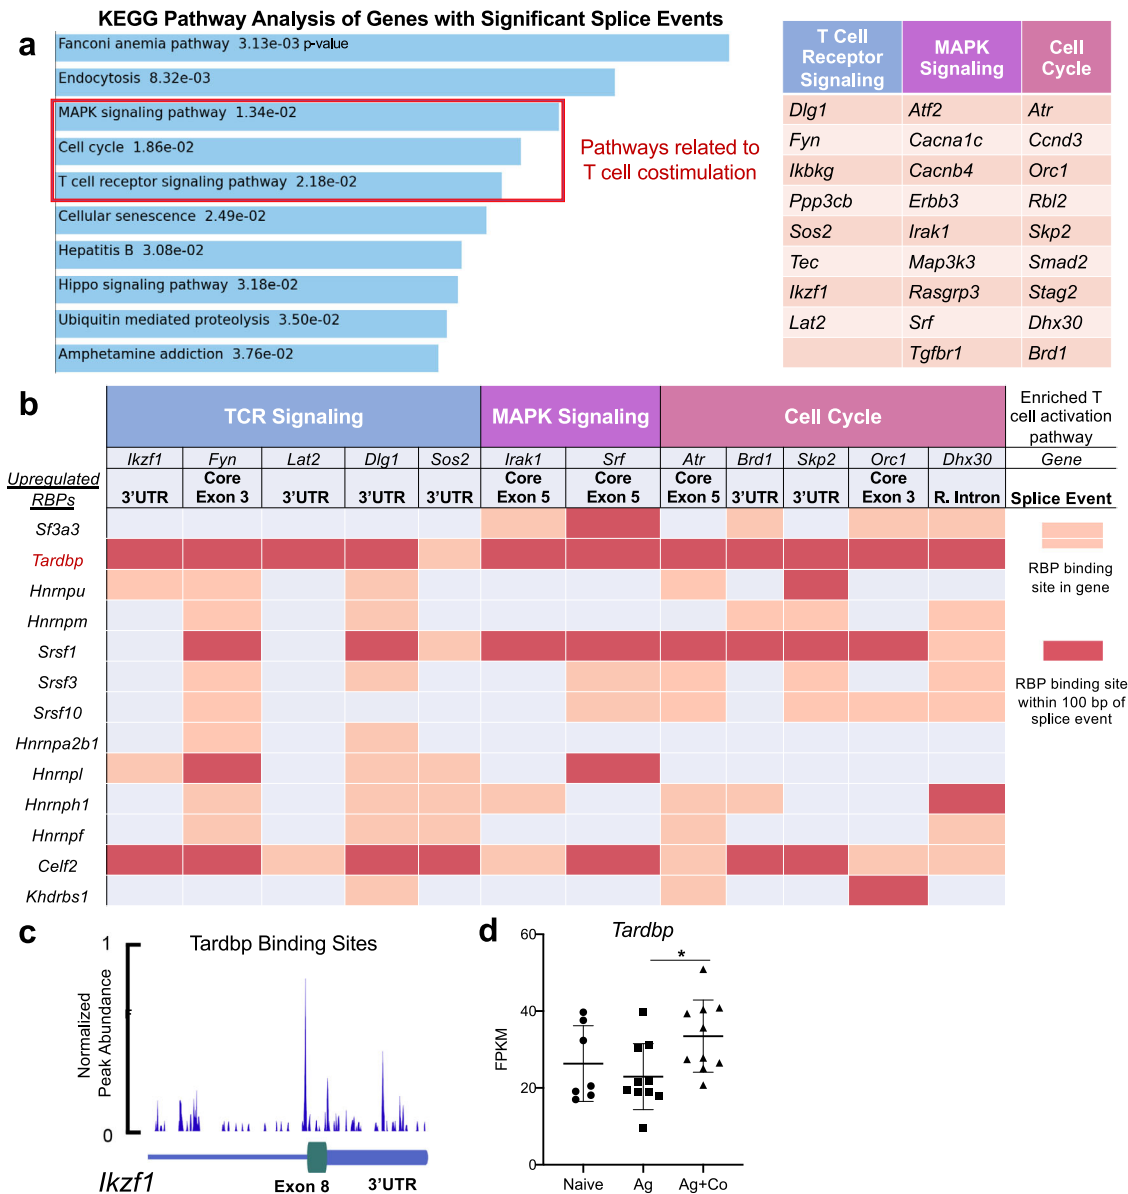 KEGG Pathway Analysis of Genes with Significant Splice Events
a
Fanconi anemia pathway 3.13e-03 p-value
Endocytosis 8.32e-03
MAPK signaling pathway 1.34e-02
Cell cycle 1.86e-02
T cell receptor signaling pathway 2.18e-02
Cellular senescence 2.49e-02
Hepatitis B 3.08e-02
Hippo signaling pathway 3.18e-02
Ubiquitin mediated proteolysis 3.50e-02
Amphetamine addiction 3.76e-02
Pathways related to
T cell costimulation
T Cell
Receptor
Signaling
MAPK
Signaling
Cell
Cycle
Dlg1 Atf2 Atr
Fyn Cacna1c Ccnd3
Ikbkg Cacnb4 Orc1
Ppp3cb Erbb3 Rbl2
Sos2 Irak1 Skp2
Tec Map3k3 Smad2
Ikzf1 Rasgrp3 Stag2
Lat2 Srf Dhx30
Tgfbr1 Brd1
b
TCR Signaling MAPK Signaling Cell Cycle
Enriched T
cell activation
pathway
Ikzf1 Fyn Lat2 Dlg1 Sos2 Irak1 Srf Atr Brd1 Skp2 Orc1 Dhx30 Gene
Upregulated
RBPs
3'UTR
Core
Exon 3
3'UTR
3'UTR
3'UTR
Core
Exon 5
Core
Exon 5
Core
Exon 5
3'UTR
3'UTR
Core
Exon 3
R. Intron
Splice Event
Sf3a3
Tardbp
Hnrnpu
Hnrnpm
Srsf1
Srsf3
Srsf10
Hnrnpa2b1
Hnrnpl
Hnrnph1
Hnrnpf
Celf2
Khdrbs1
RBP binding
site in gene
RBP binding site
within 100 bp of
splice event
c
Tardbp Binding Sites
1
Normalized
Peak Abundance
0
Ikzf1
Exon 8
3'UTR
d
Tardbp
60
40
20
0
FPKM
*
Naive Ag Ag+Co